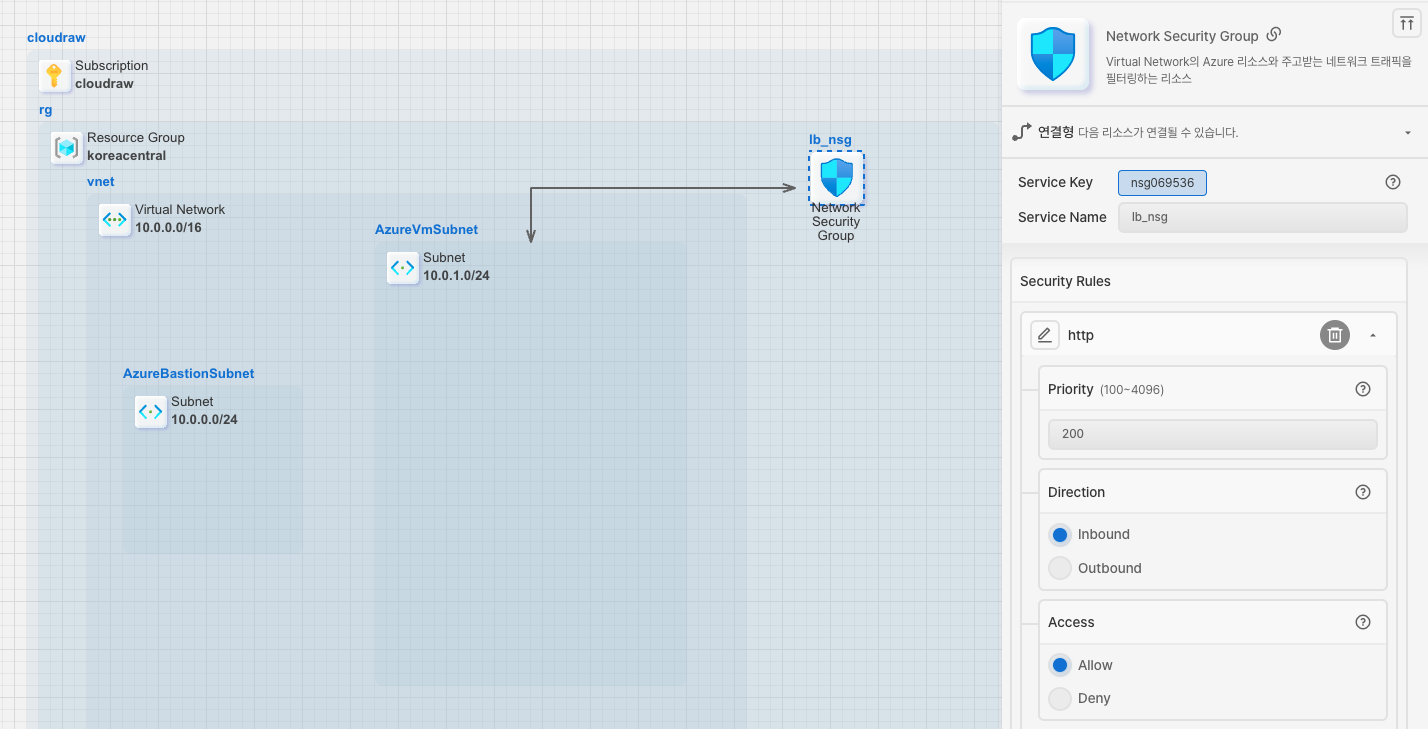 cloudraw
Subscription
cloudraw
rg
Resource Group
koreacentral
vnet
Virtual Network
10.0.0.0/16
lb_nsg
Network
Security
Group
AzureVmSubnet
Subnet
10.0.1.0/24
AzureBastionSubnet
Subnet
10.0.0.0/24
Network Security Group
Virtual Network의 Azure 리소스와 주고받는 네트워크 트래픽을
필터링하는 리소스
연결형 다음 리소스가 연결될 수 있습니다.
Service Key nsg069536
Service Name lb_nsg
Security Rules
http
Priority (100~4096)
200
Direction
Inbound
Outbound
Access
Allow
Deny